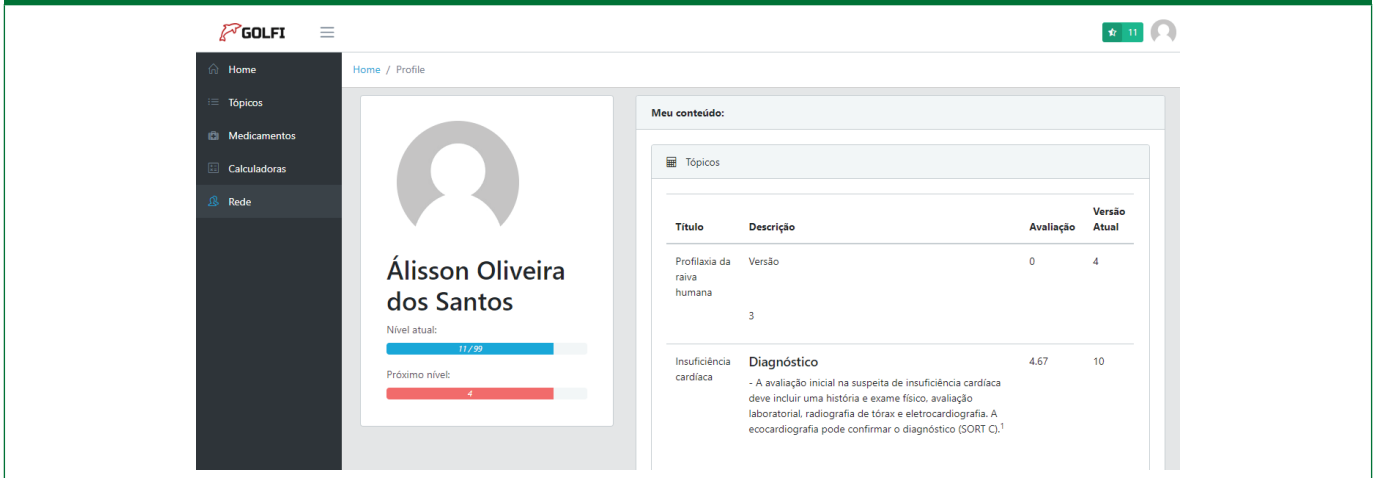 GOLFI
11
Home
Tópicos
Medicamentos
Calculadoras
Rede
Home / Profile
Álisson Oliveira
dos Santos
Nível atual:
11/99
Próximo nível:
4
Meu conteúdo:
Tópicos
Título Descrição Avaliação Versão Atual
Profilaxia da
raiva
humana
Versão
3
0
4
Insuficiência
cardíaca
Diagnóstico
- A avaliação inicial na suspeita de insuficiência cardíaca
deve incluir uma história e exame físico, avaliação
laboratorial, radiografia de tórax e eletrocardiografia. A
ecocardiografia pode confirmar o diagnóstico (SORT C).1
4.67
10